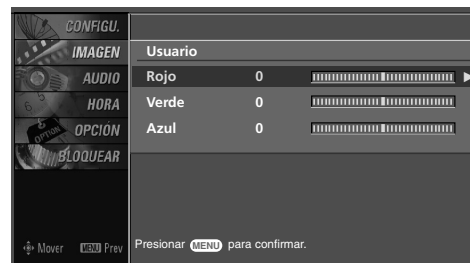 CONFIGU.
IMAGEN
AUDIO
HORA
OPCIÓN
BLOQUEAR
Mover MENU Prev
Usuario
Rojo 0
Verde 0
Azul 0
Presionar MENU para confirmar.
OPTION